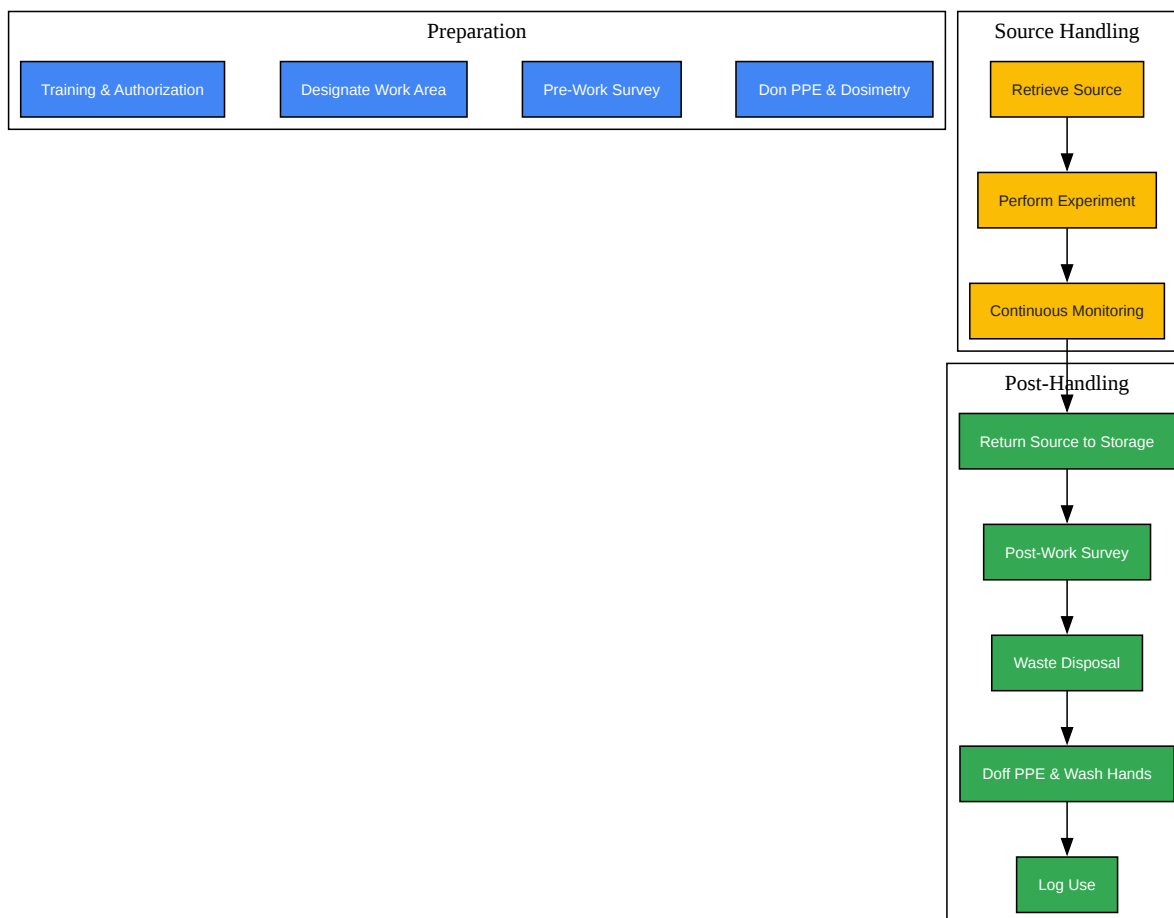 Preparation
Training & Authorization
Designate Work Area
Pre-Work Survey
Don PPE & Dosimetry
Source Handling
Retrieve Source
Perform Experiment
Continuous Monitoring
Post-Handling
Return Source to Storage
Post-Work Survey
Waste Disposal
Doff PPE & Wash Hands
Log Use